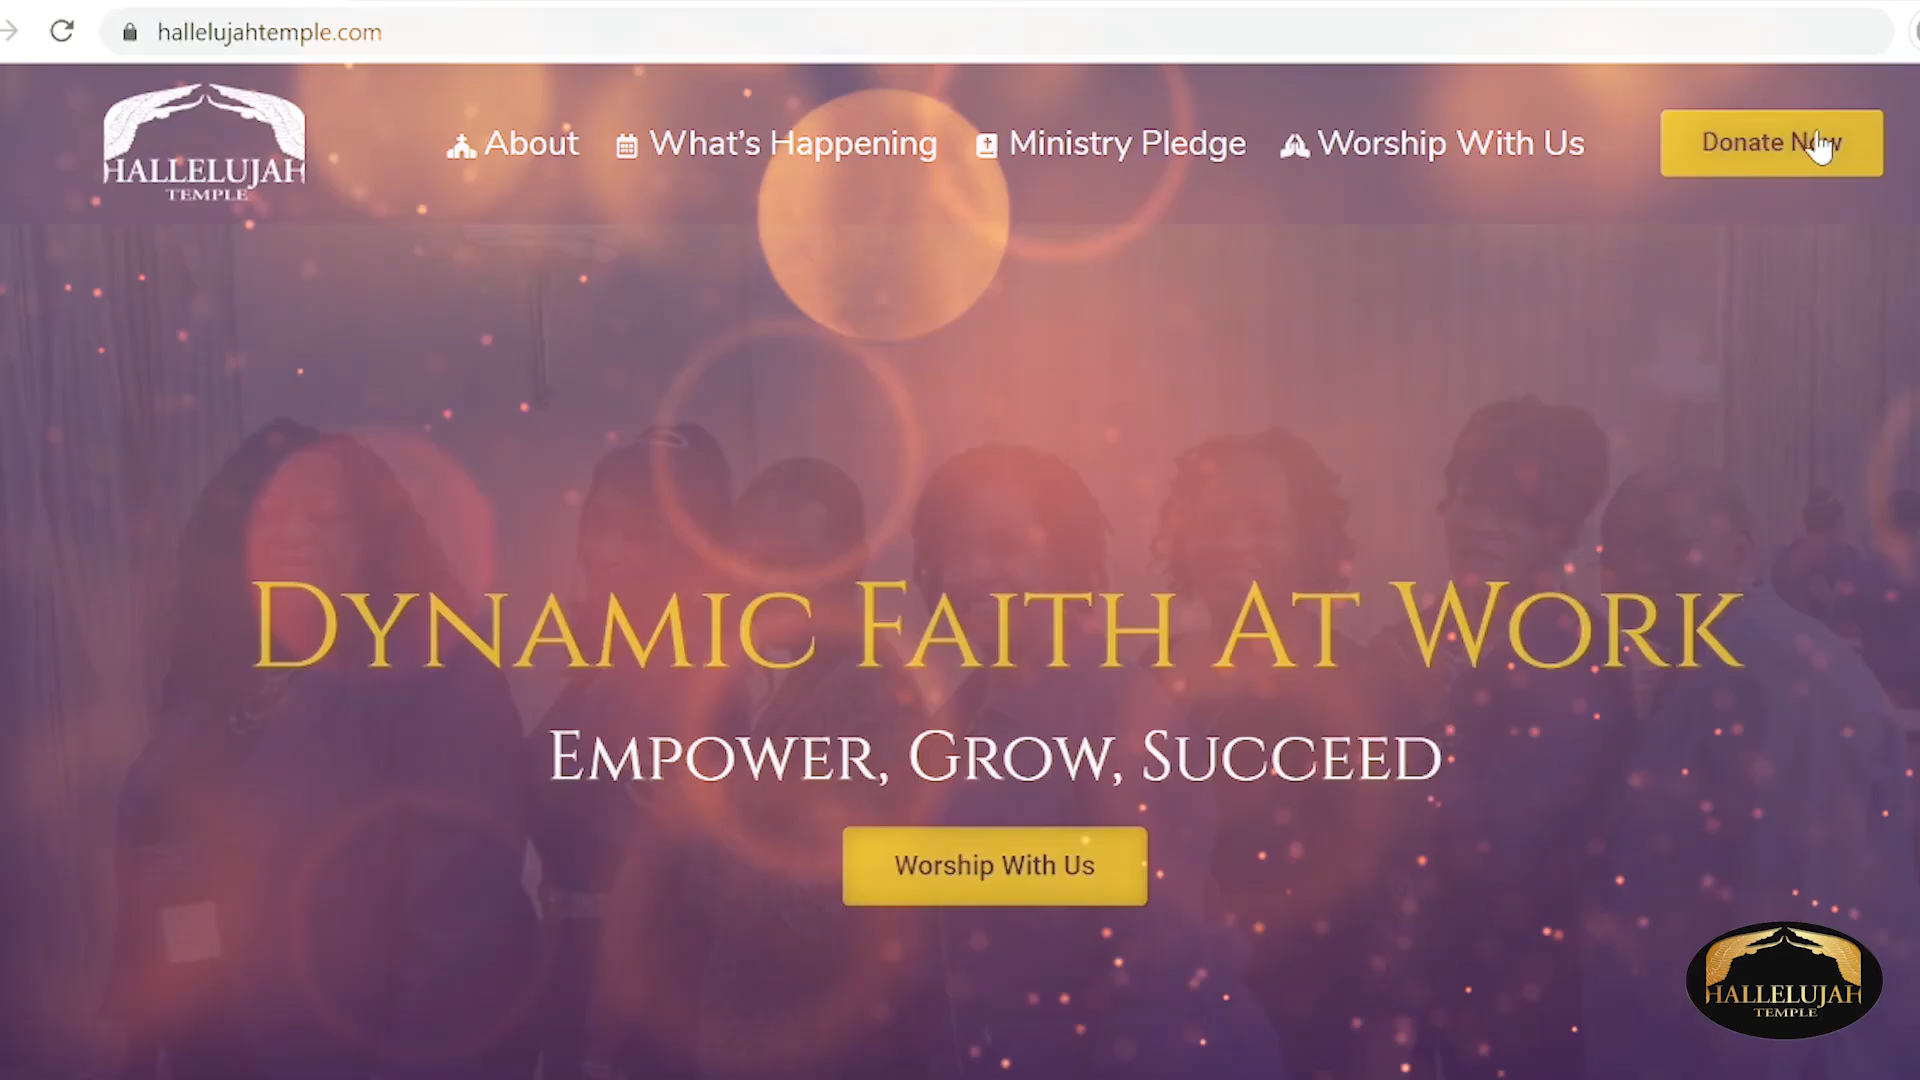 hallelujahtemple.com
HALLELUJAH
TEMPLE
About
What's Happening
Ministry Pledge
Worship With Us
Donate Now
DYNAMIC FAITH AT WORK
EMPOWER, GROW, SUCCEED
Worship With Us
HALLELUJAH
TEMPLE